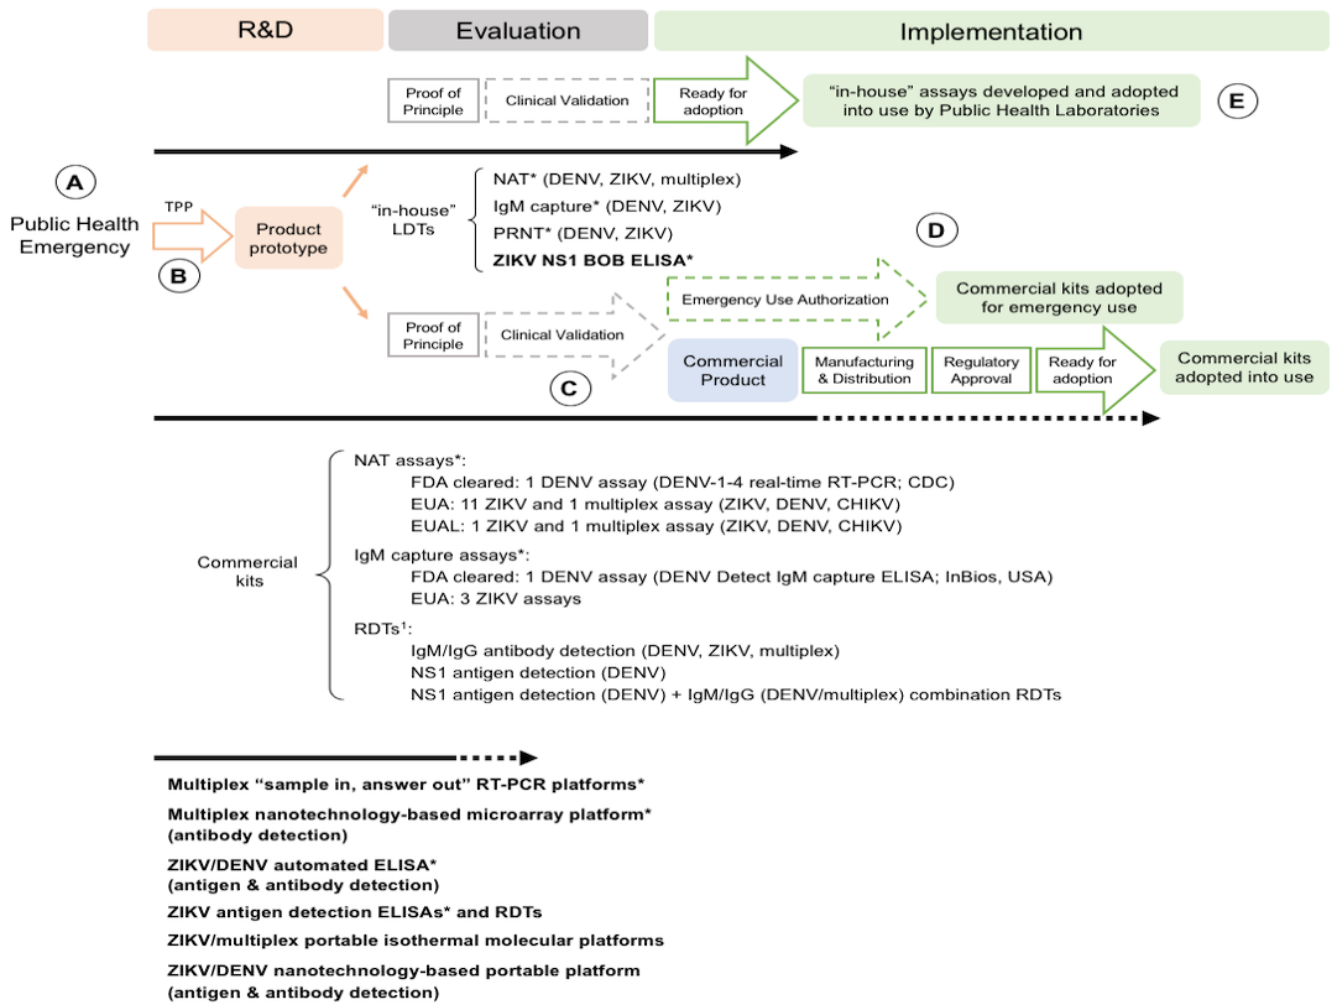 R&D
Evaluation
Implementation
Proof of
Principle
Clinical Validation
Ready for
adoption
“in-house” assays developed and adopted
into use by Public Health Laboratories
E
A
Public Health
Emergency
TPP
B
Product
prototype
“in-house”
LDTs
NAT* (DENV, ZIKV, multiplex)
IgM capture* (DENV, ZIKV)
PRNT* (DENV, ZIKV)
ZIKV NS1 BOB ELISA*
D
Emergency Use Authorization
Commercial kits adopted
for emergency use
Proof of
Principle
Clinical Validation
C
Commercial
Product
Manufacturing
& Distribution
Regulatory
Approval
Ready for
adoption
Commercial kits
adopted into use
Commercial
kits
NAT assays*:
FDA cleared: 1 DENV assay (DENV-1-4 real-time RT-PCR; CDC)
EUA: 11 ZIKV and 1 multiplex assay (ZIKV, DENV, CHIKV)
EUAL: 1 ZIKV and 1 multiplex assay (ZIKV, DENV, CHIKV)
IgM capture assays*:
FDA cleared: 1 DENV assay (DENV Detect IgM capture ELISA; InBios, USA)
EUA: 3 ZIKV assays
RDTs¹:
IgM/IgG antibody detection (DENV, ZIKV, multiplex)
NS1 antigen detection (DENV)
NS1 antigen detection (DENV) + IgM/IgG (DENV/multiplex) combination RDTs
Multiplex “sample in, answer out” RT-PCR platforms*
Multiplex nanotechnology-based microarray platform*
(antibody detection)
ZIKV/DENV automated ELISA*
(antigen & antibody detection)
ZIKV antigen detection ELISAs* and RDTs
ZIKV/multiplex portable isothermal molecular platforms
ZIKV/DENV nanotechnology-based portable platform
(antigen & antibody detection)